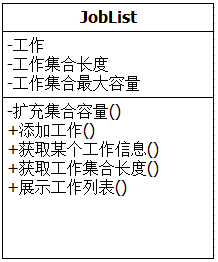 JobList
-工作
-工作集合长度
-工作集合最大容量
-扩充集合容量()
+添加工作()
+获取某个工作信息()
+获取工作集合长度()
+展示工作列表()